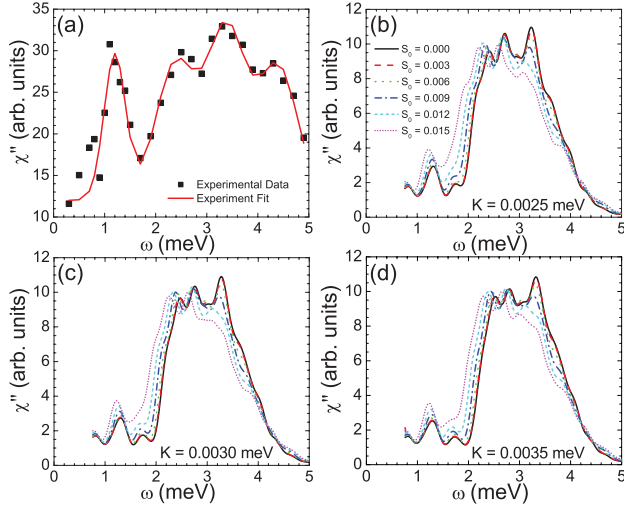 (a)
35
30
25
20
15
10
χ'' (arb. units)
Experimental Data
Experiment Fit
0 1 2 3 4 5
ω (meV)
(b)
12
10
8
6
4
2
0
χ'' (arb. units)
S₀ = 0.000
S₀ = 0.003
S₀ = 0.006
S₀ = 0.009
S₀ = 0.012
S₀ = 0.015
K = 0.0025 meV
0 1 2 3 4 5
ω (meV)
(c)
12
10
8
6
4
2
0
χ'' (arb. units)
K = 0.0030 meV
0 1 2 3 4 5
ω (meV)
(d)
12
10
8
6
4
2
0
χ'' (arb. units)
K = 0.0035 meV
0 1 2 3 4 5
ω (meV)